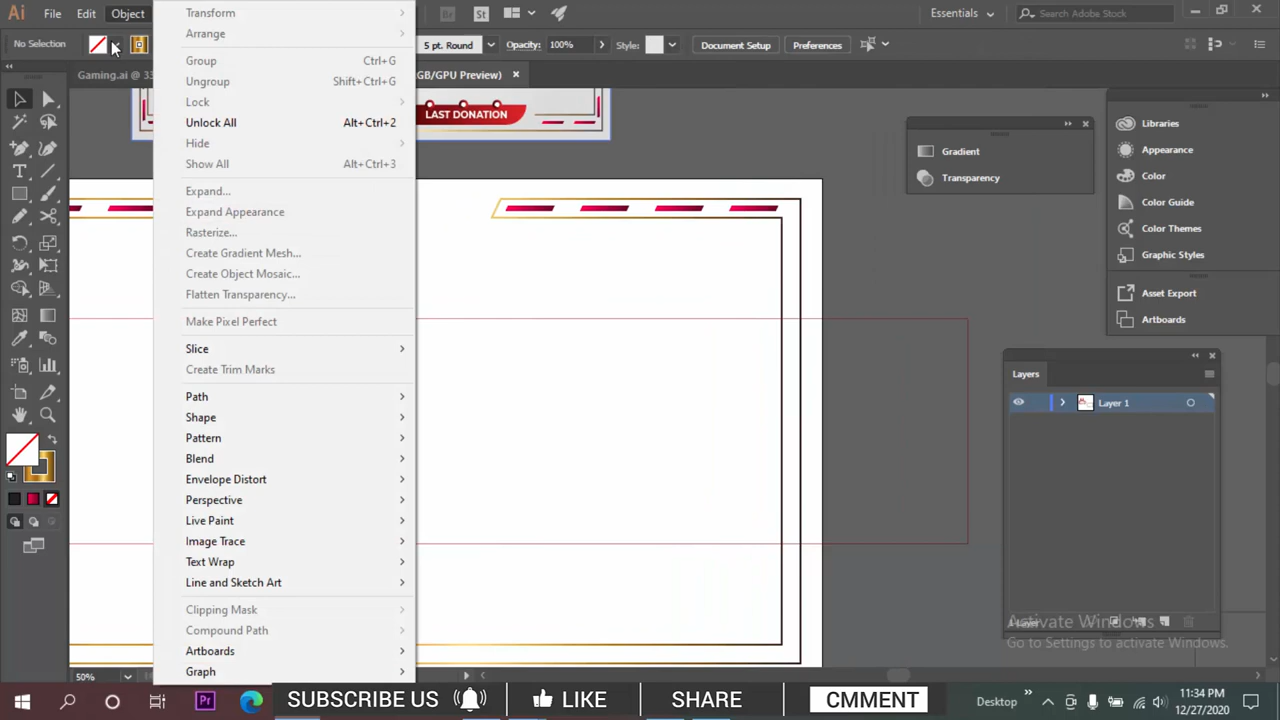 Ai File Edit Object Br St Essentials Search Adobe Stock
No Selection 5 pt. Round Opacity: 100% Style: Document Setup Preferences
Gaming.ai @ 33 GB/GPU Preview)
LAST DONATION
Transform
Arrange
Group Ctrl+G
Ungroup Shift+Ctrl+G
Lock
Unlock All Alt+Ctrl+2
Hide
Show All Alt+Ctrl+3
Expand...
Expand Appearance
Rasterize...
Create Gradient Mesh...
Create Object Mosaic...
Flatten Transparency...
Make Pixel Perfect
Slice
Create Trim Marks
Path
Shape
Pattern
Blend
Envelope Distort
Perspective
Live Paint
Image Trace
Text Wrap
Line and Sketch Art
Clipping Mask
Compound Path
Artboards
Graph
Gradient
Transparency
Libraries
Appearance
Color
Color Guide
Color Themes
Graphic Styles
Asset Export
Artboards
Layers
Layer 1
Activate Windows
Go to Settings to activate Windows.
50%
SUBSCRIBE US LIKE SHARE CMMENT
Pr Desktop
11:34 PM
12/27/2020